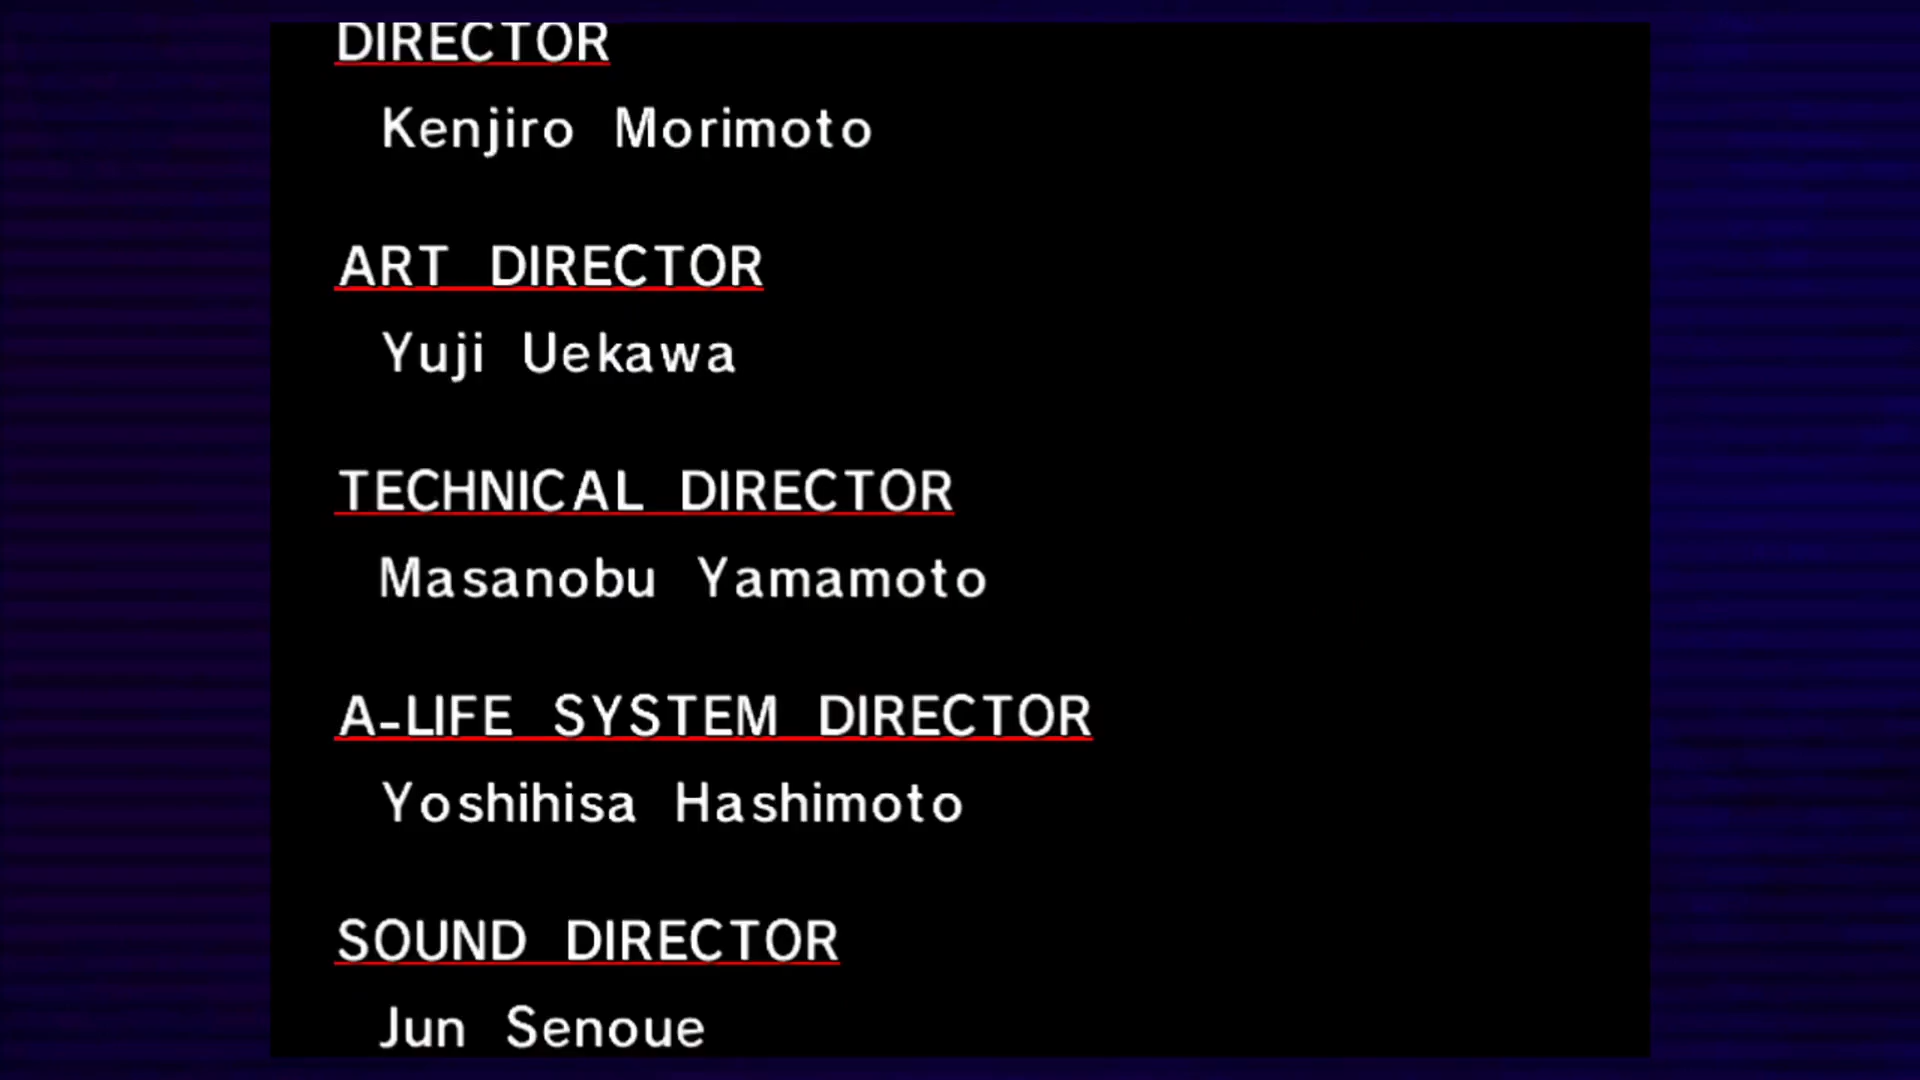 DIRECTOR
Kenjiro Morimoto
ART DIRECTOR
Yuji Uekawa
TECHNICAL DIRECTOR
Masanobu Yamamoto
A-LIFE SYSTEM DIRECTOR
Yoshihisa Hashimoto
SOUND DIRECTOR
Jun Senoue